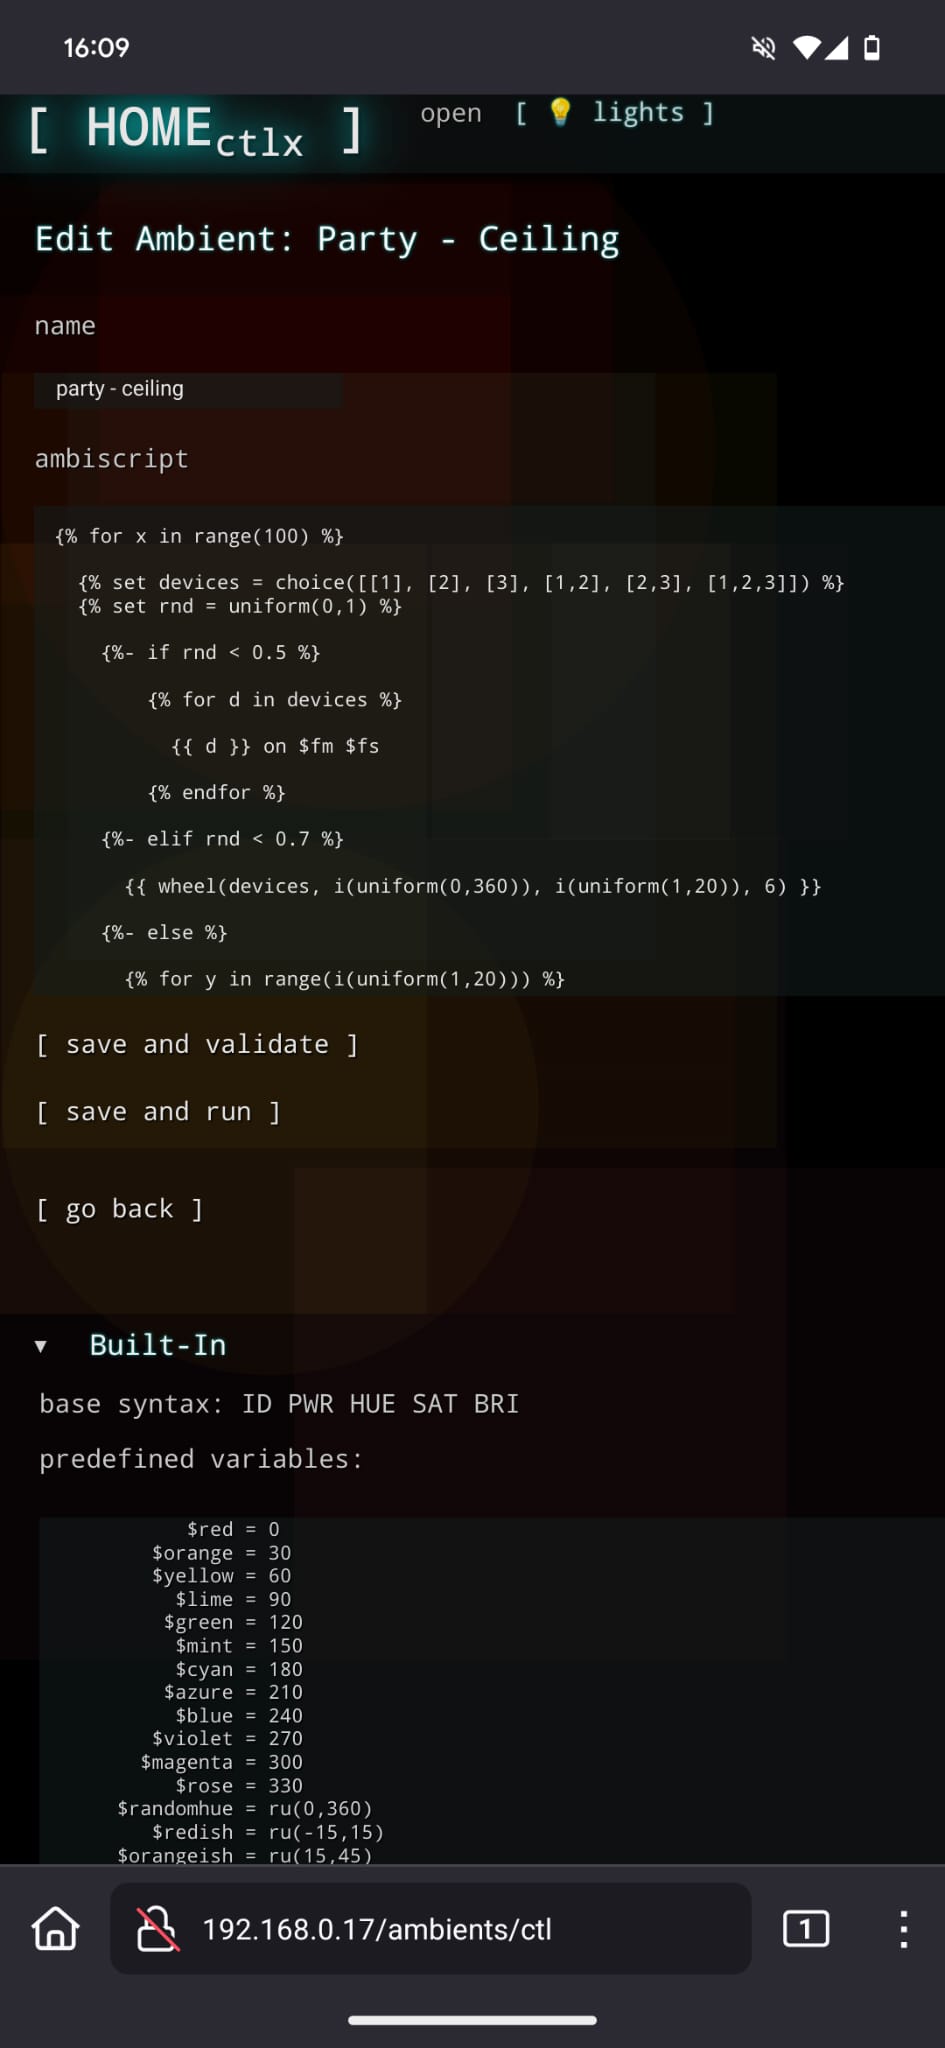 16:09
[ HOMEctlx ] open [ 💡 lights ]
Edit Ambient: Party - Ceiling
name
party - ceiling
ambiscript
{% for x in range(100) %}
{% set devices = choice([[1], [2], [3], [1,2], [2,3], [1,2,3]]) %}
{% set rnd = uniform(0,1) %}
{%- if rnd < 0.5 %}
{% for d in devices %}
{{ d }} on $fm $fs
{% endfor %}
{%- elif rnd < 0.7 %}
{{ wheel(devices, i(uniform(0,360)), i(uniform(1,20)), 6) }}
{%- else %}
{% for y in range(i(uniform(1,20))) %}
[ save and validate ]
[ save and run ]
[ go back ]
▼ Built-In
base syntax: ID PWR HUE SAT BRI
predefined variables:
$red = 0
$orange = 30
$yellow = 60
$lime = 90
$green = 120
$mint = 150
$cyan = 180
$azure = 210
$blue = 240
$violet = 270
$magenta = 300
$rose = 330
$randomhue = ru(0,360)
$redish = ru(-15,15)
$orangeish = ru(15,45)
192.168.0.17/ambients/ctl
1